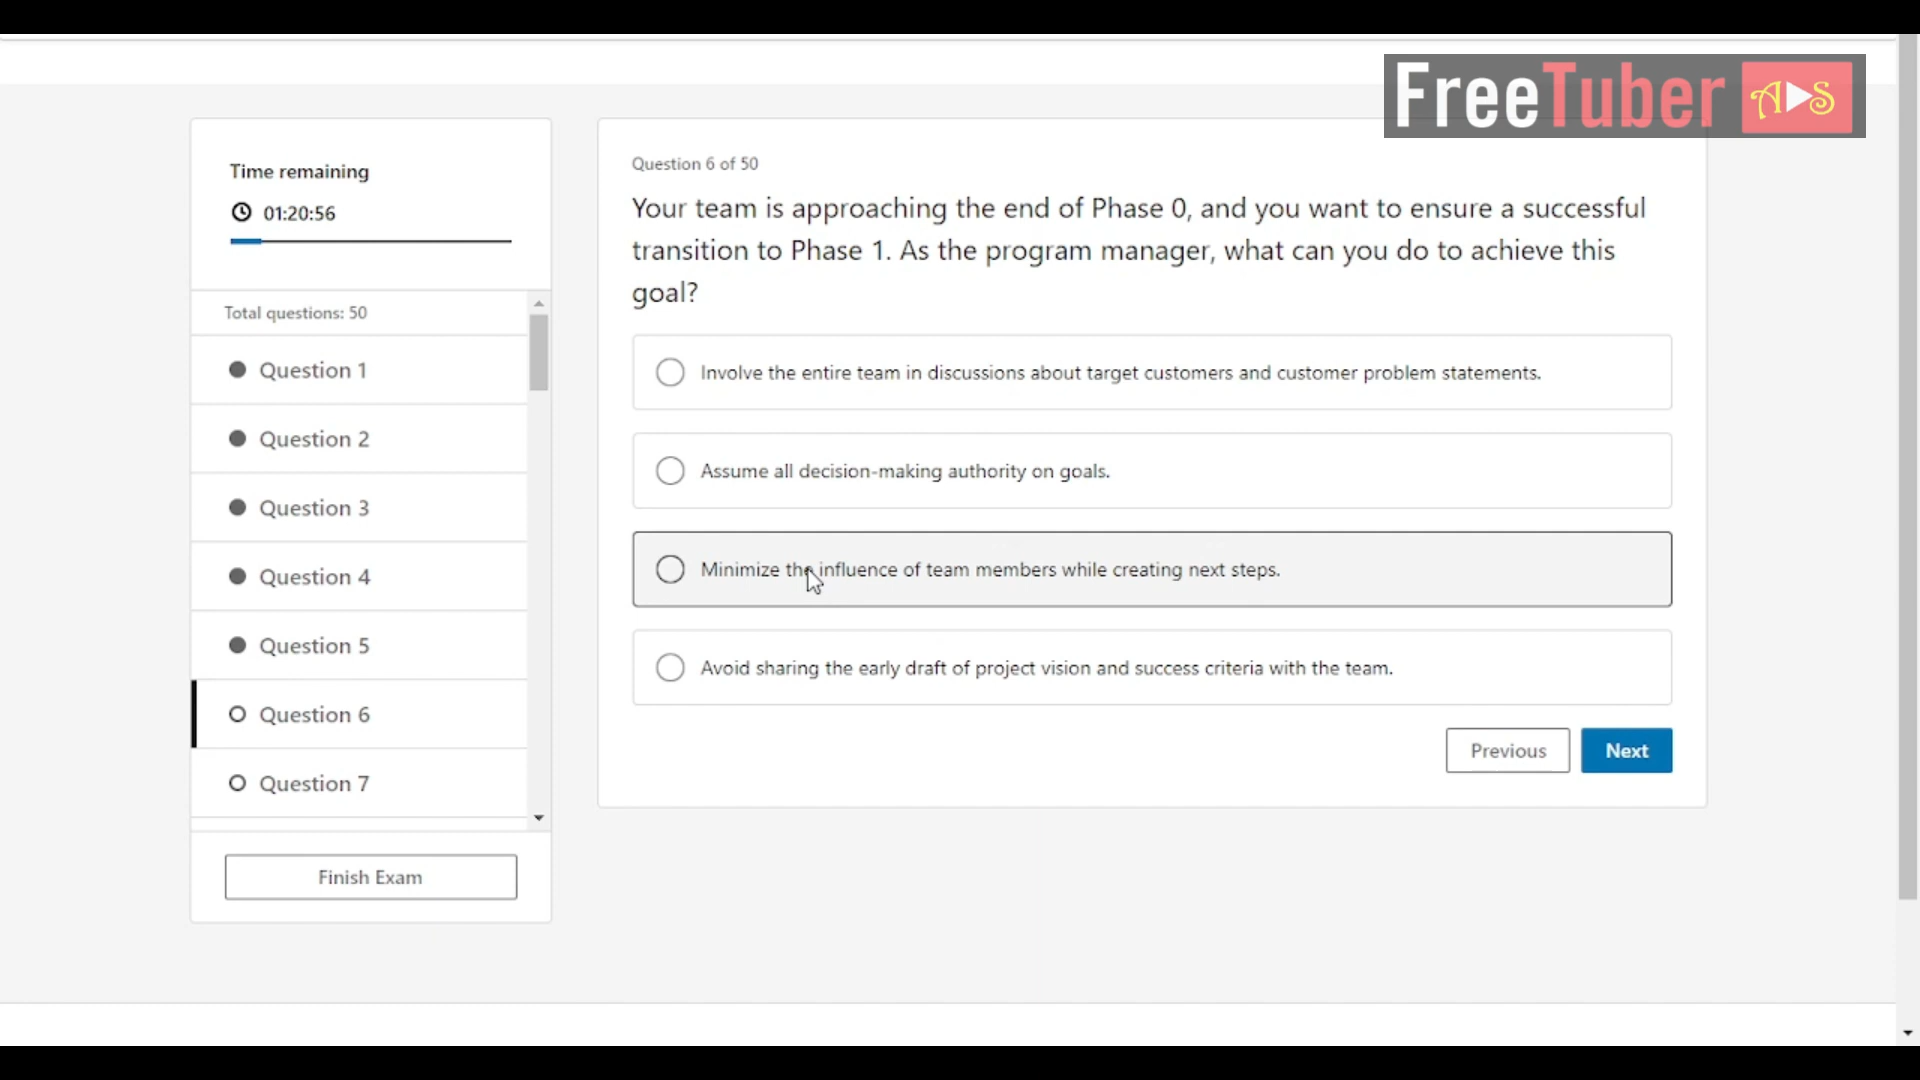 FreeTuber
Time remaining
01:20:56
Total questions: 50
Question 1
Question 2
Question 3
Question 4
Question 5
Question 6
Question 7
Finish Exam
Question 6 of 50
Your team is approaching the end of Phase 0, and you want to ensure a successful
transition to Phase 1. As the program manager, what can you do to achieve this
goal?
Involve the entire team in discussions about target customers and customer problem statements.
Assume all decision-making authority on goals.
Minimize the influence of team members while creating next steps.
Avoid sharing the early draft of project vision and success criteria with the team.
Previous
Next